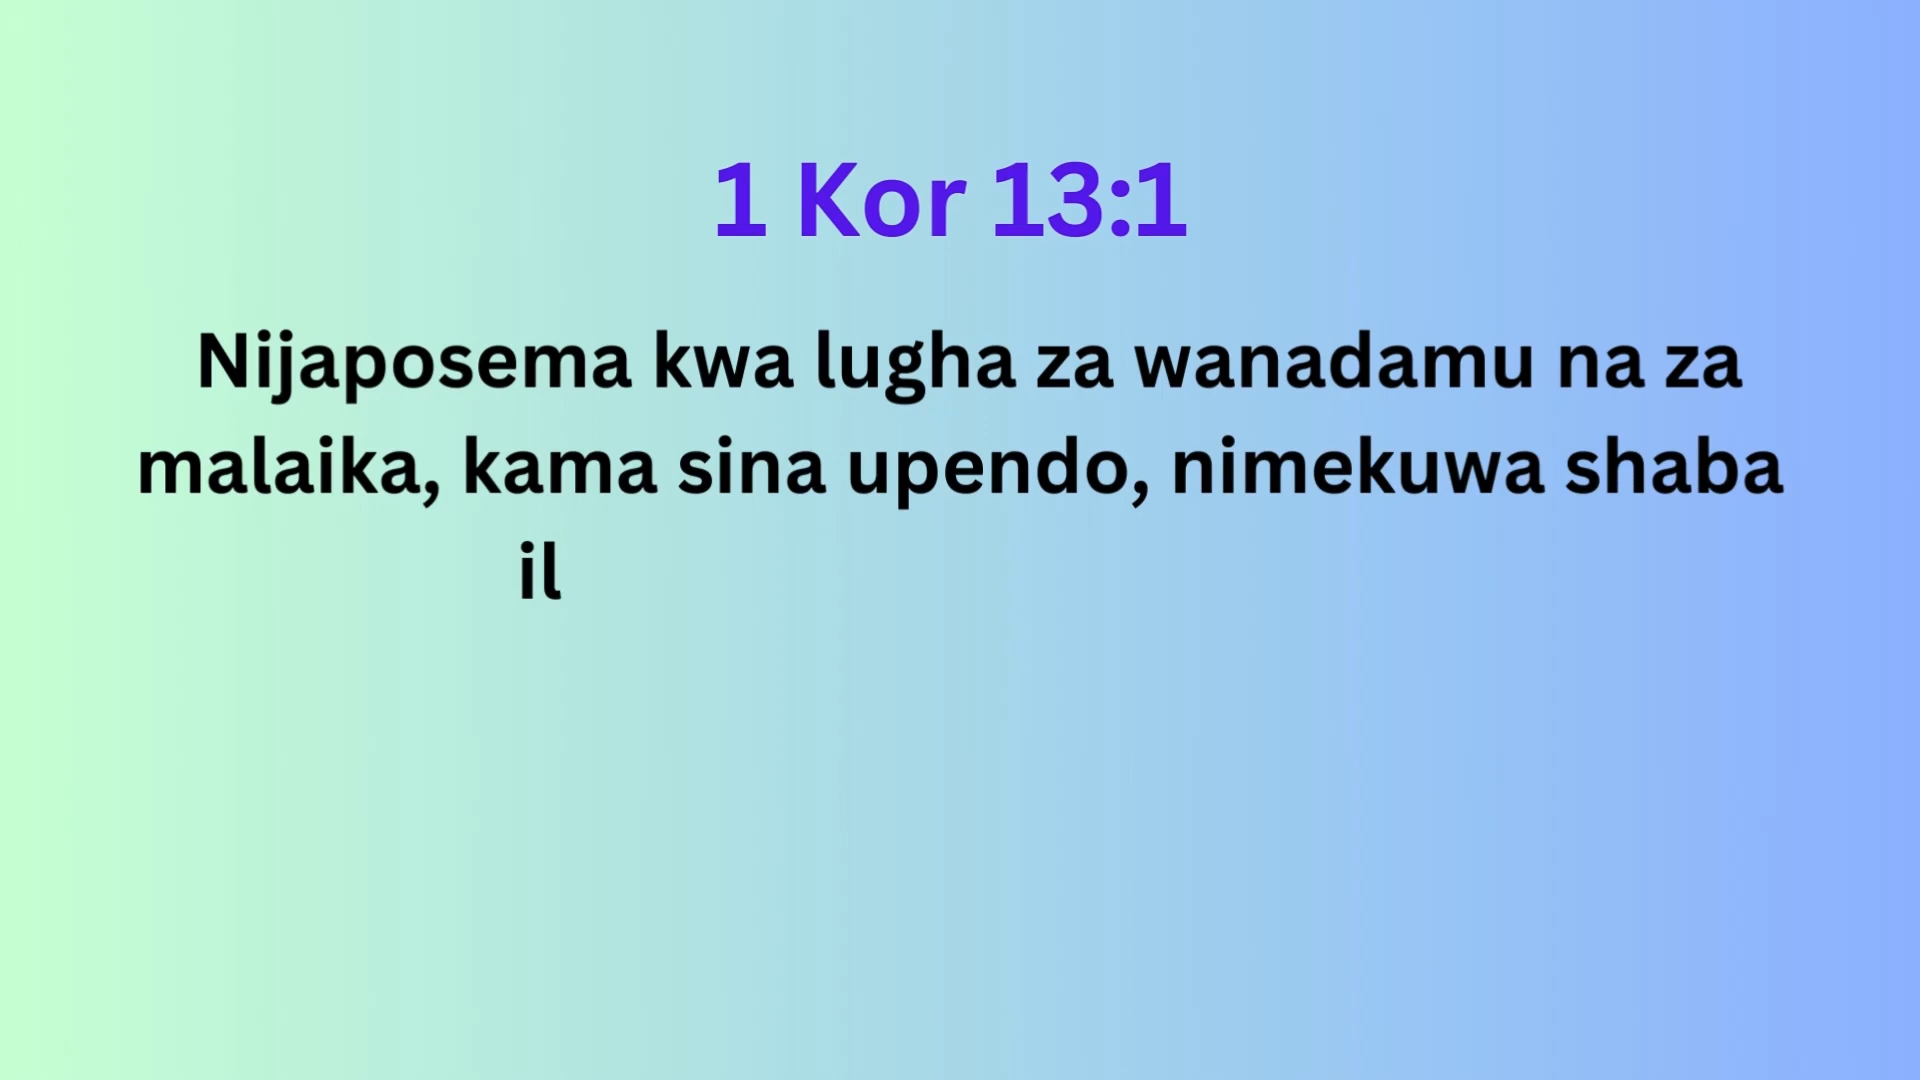 1 Kor 13:1
Nijaposema kwa lugha za wanadamu na za
malaika, kama sina upendo, nimekuwa shaba
il